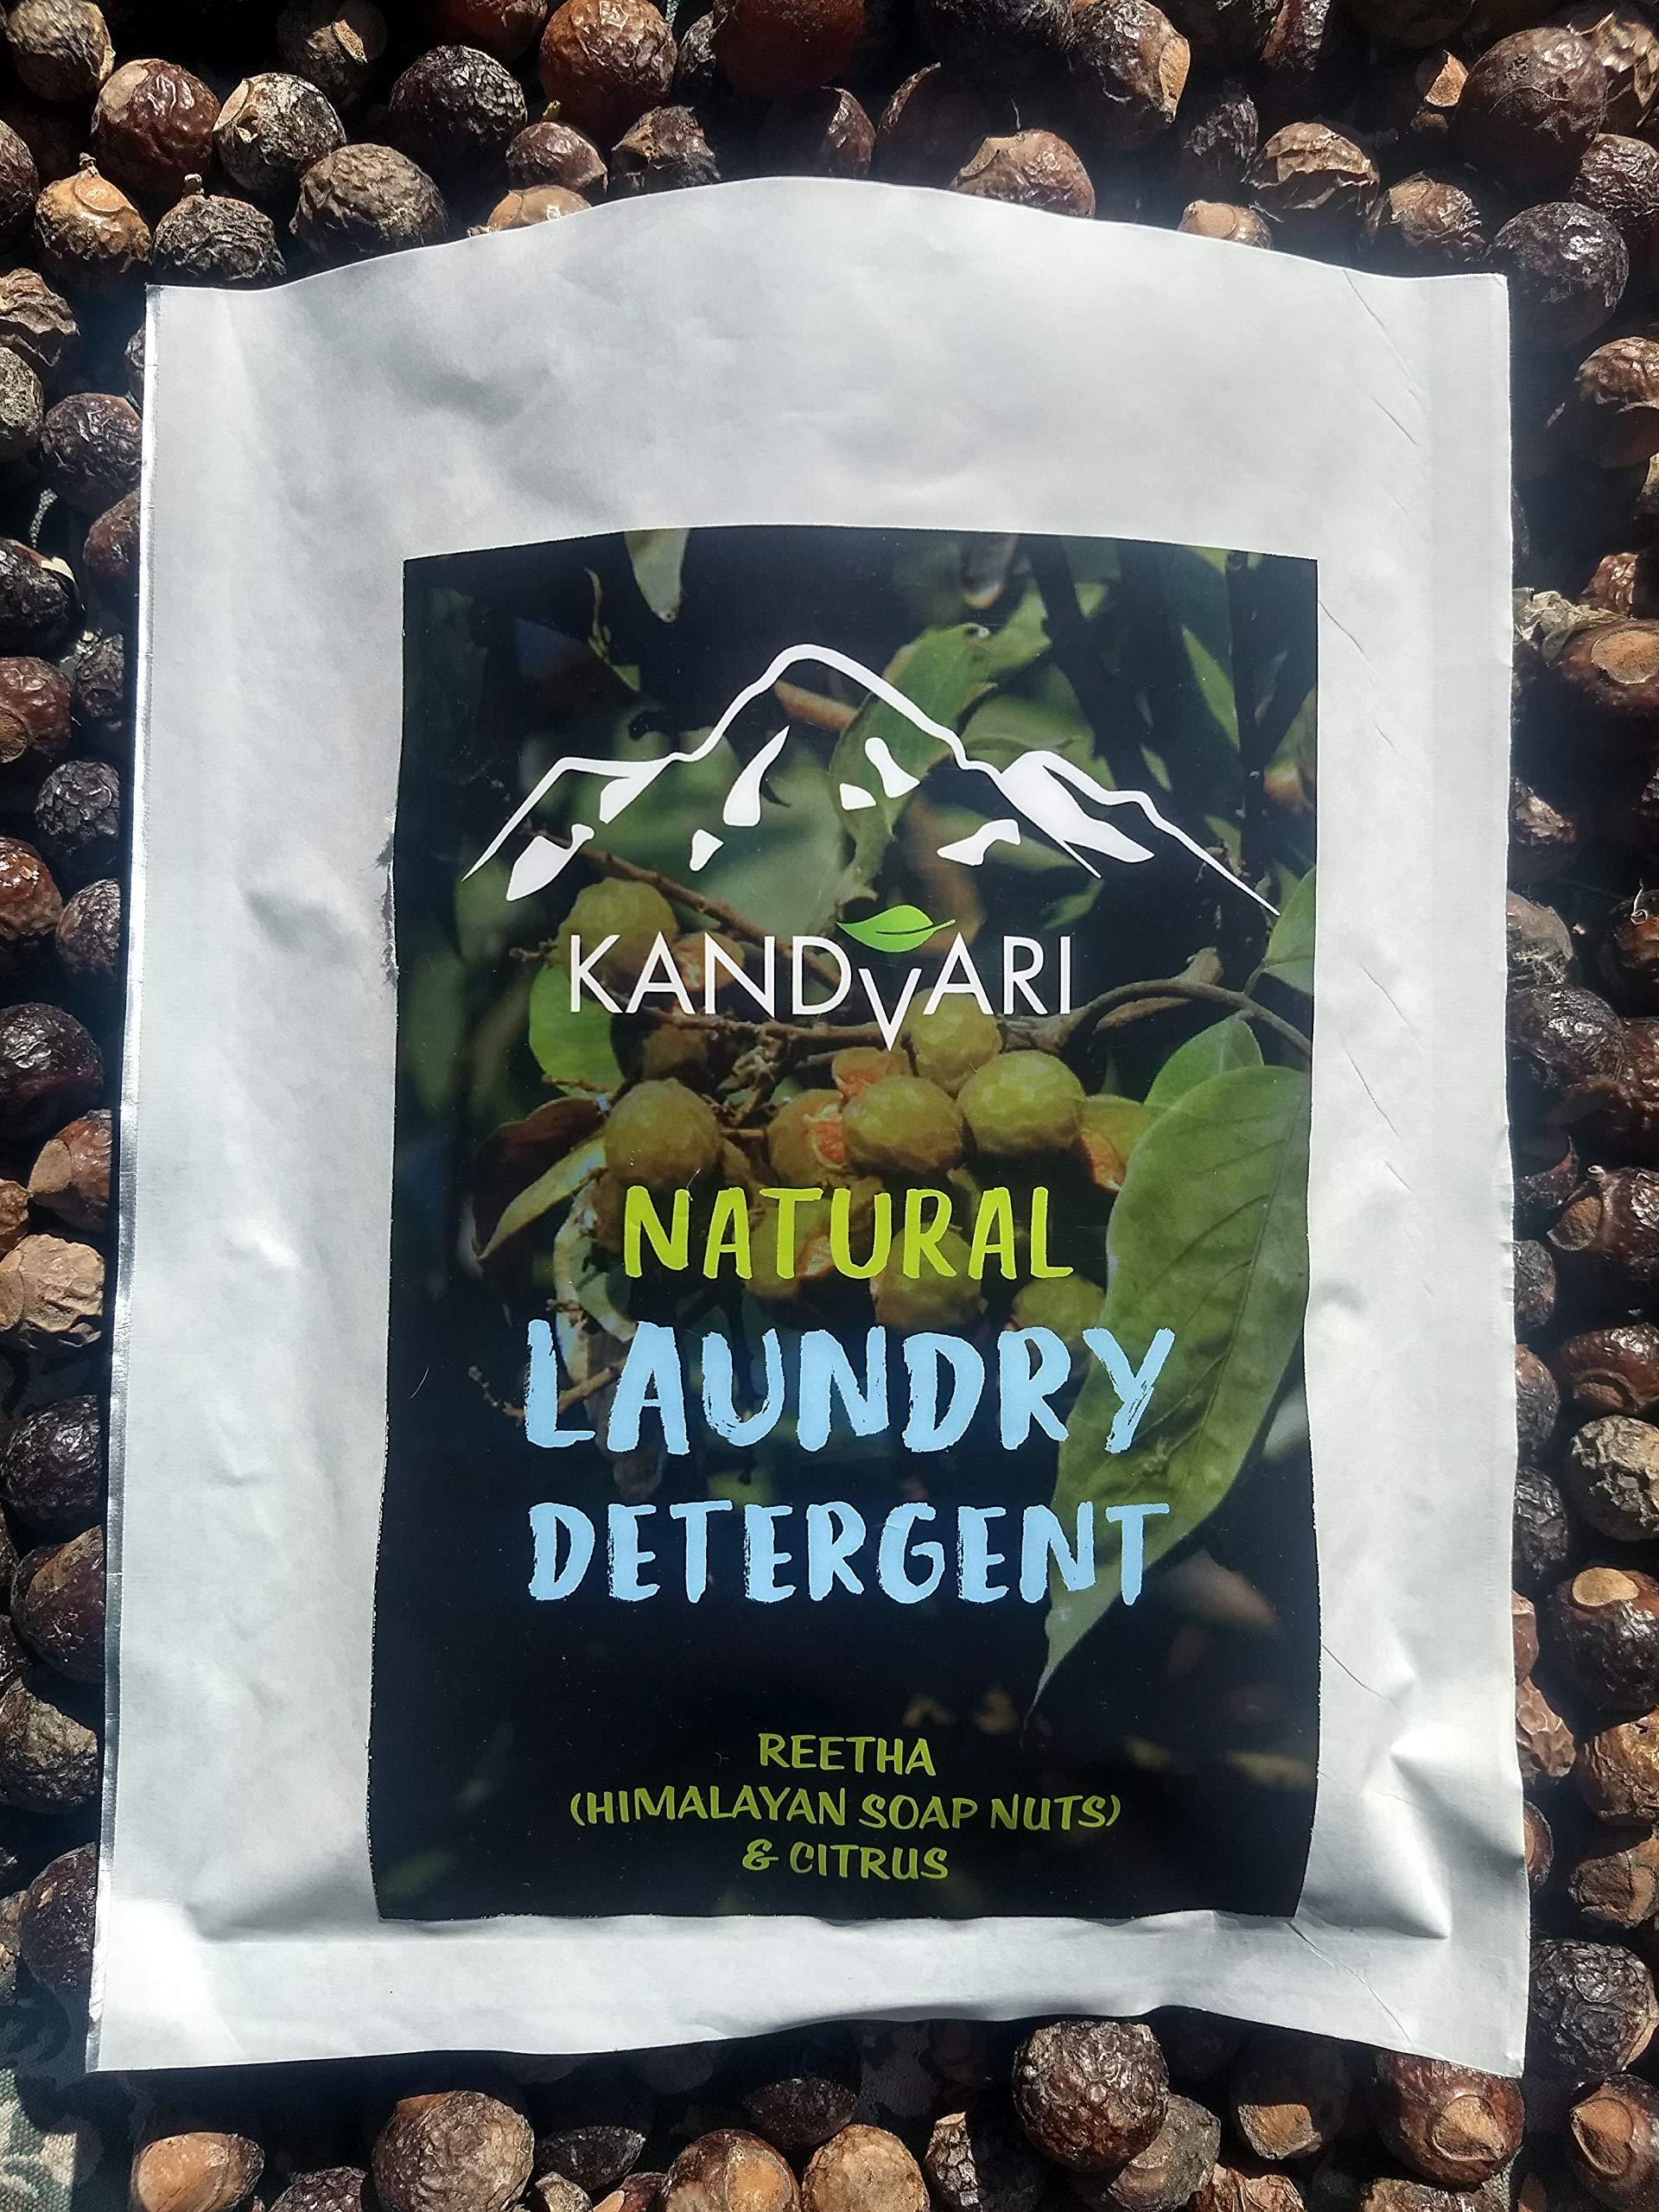 KANDVARI
NATURAL
LAUNDRY
DETERGENT
REETHA
(HIMALAYAN SOAP NUTS)
& CITRUS